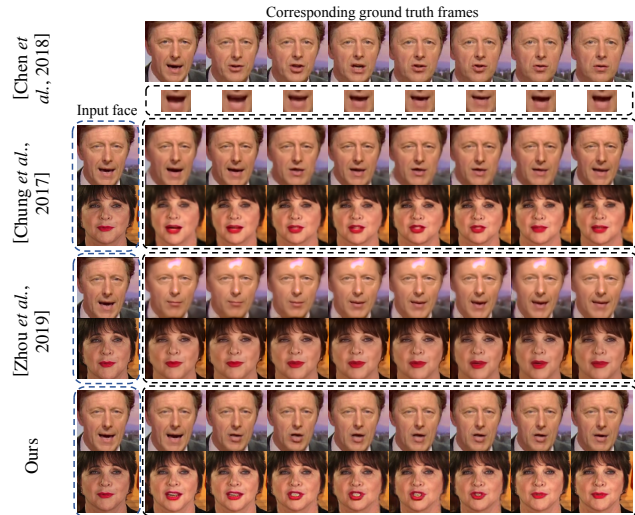 Corresponding ground truth frames
[Chen et
al., 2018]
Input face
[Chung et al.,
2017]
[Zhou et al.,
2019]
Ours